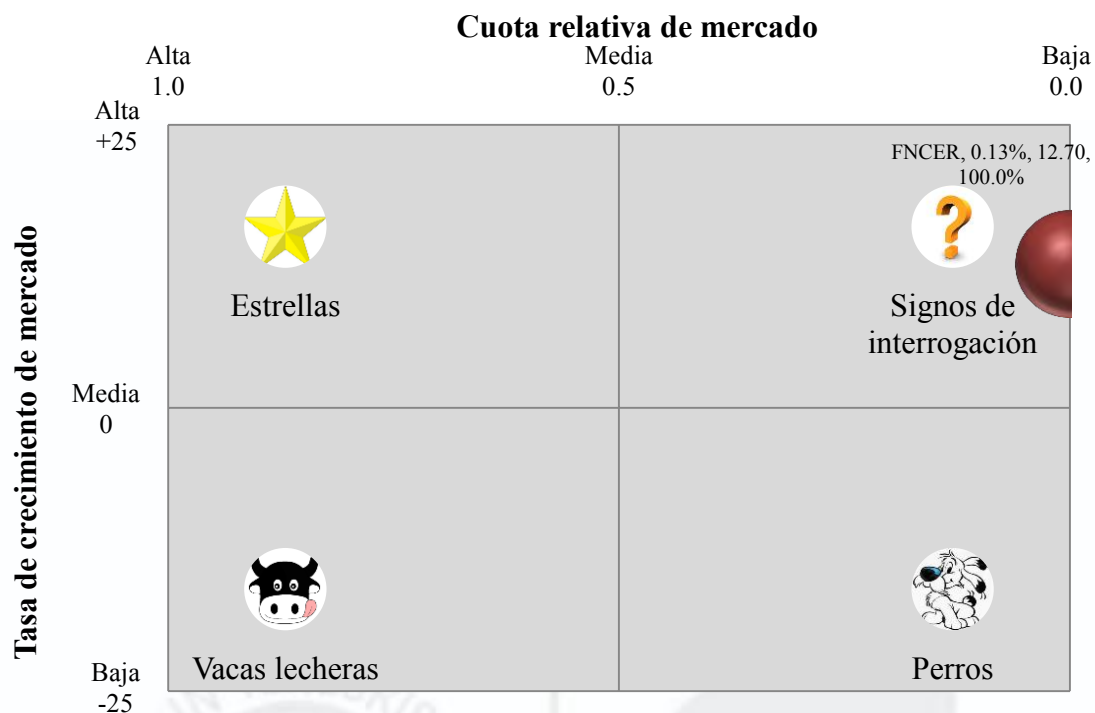 Cuota relativa de mercado
Alta
1.0
Media
0.5
Baja
0.0
Alta
+25
FNCER, 0.13%, 12.70,
100.0%
Estrellas
Signos de
interrogación
Tasa de crecimiento de mercado
Media
0
Vacas lecheras
Perros
Baja
-25